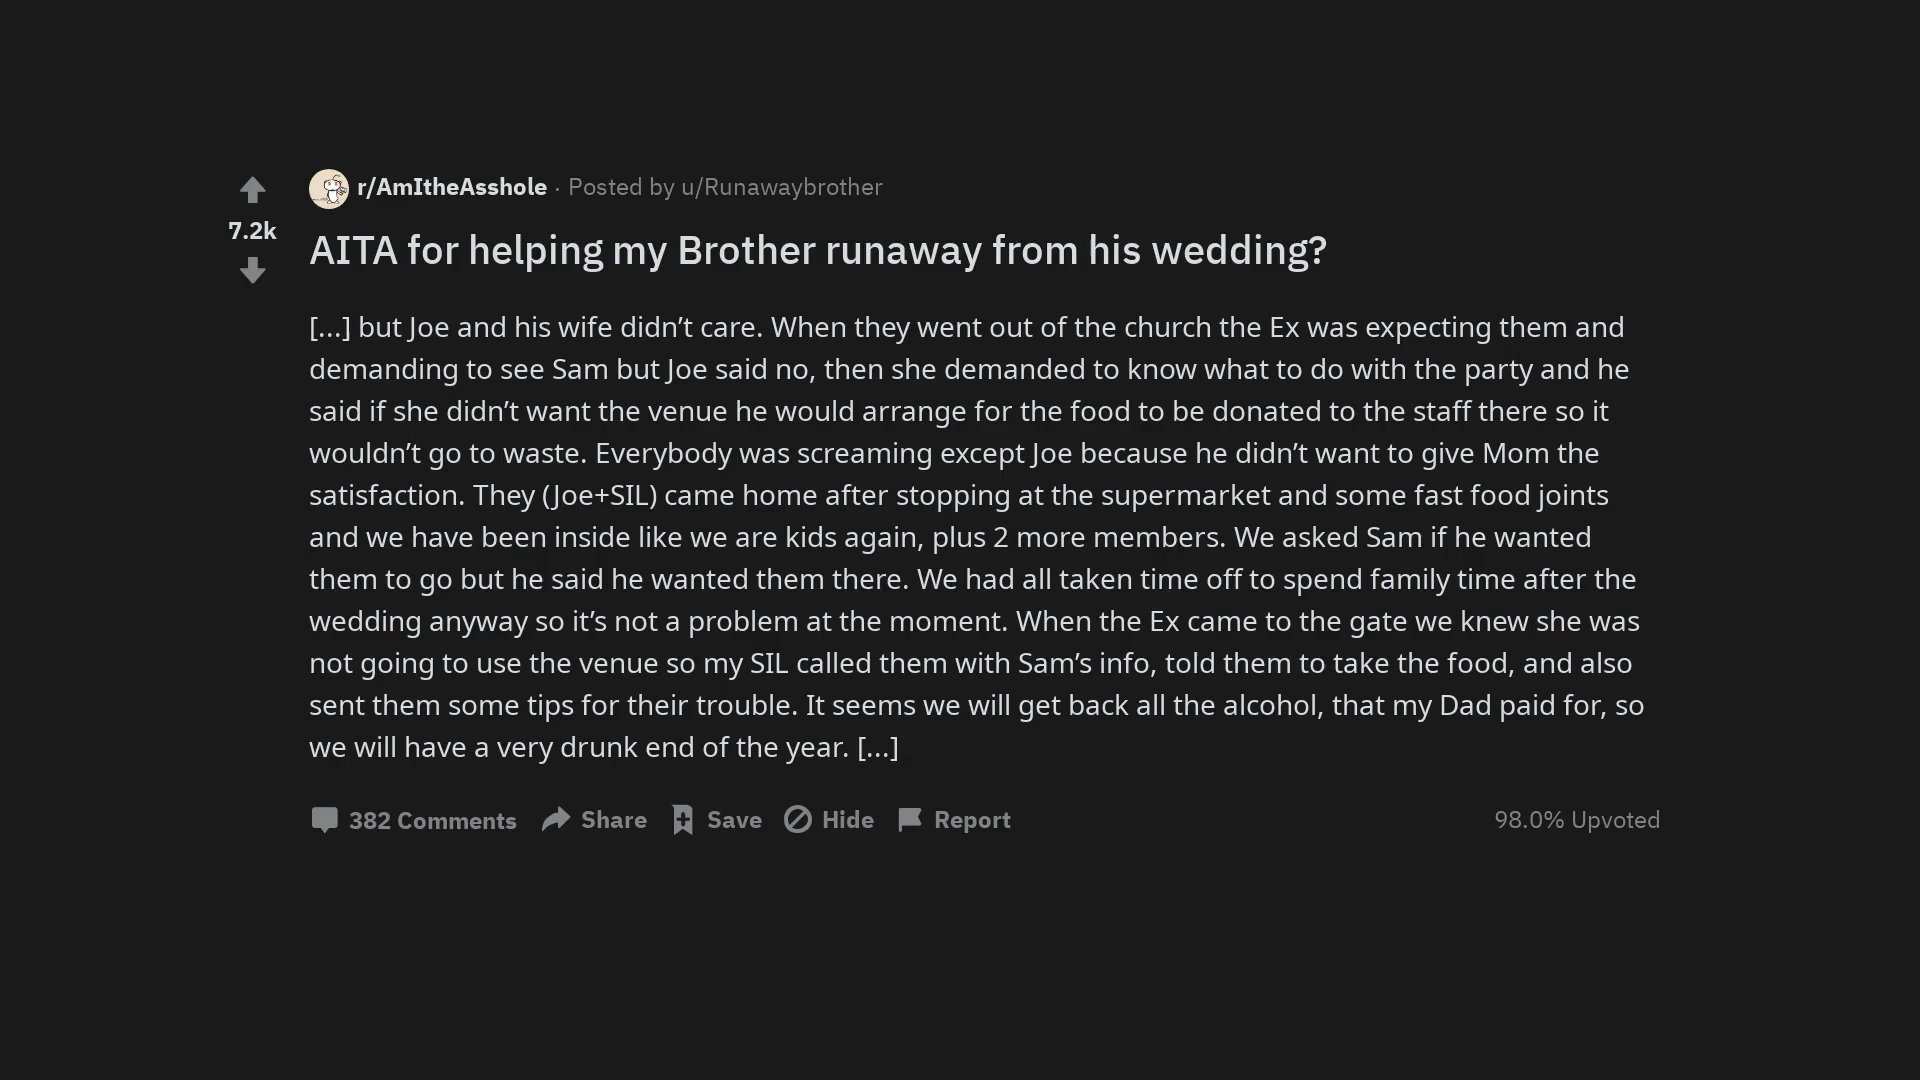 r/AmItheAsshole · Posted by u/Runawaybrother
7.2k
AITA for helping my Brother runaway from his wedding?
[...] but Joe and his wife didn’t care. When they went out of the church the Ex was expecting them and
demanding to see Sam but Joe said no, then she demanded to know what to do with the party and he
said if she didn’t want the venue he would arrange for the food to be donated to the staff there so it
wouldn’t go to waste. Everybody was screaming except Joe because he didn’t want to give Mom the
satisfaction. They (Joe+SIL) came home after stopping at the supermarket and some fast food joints
and we have been inside like we are kids again, plus 2 more members. We asked Sam if he wanted
them to go but he said he wanted them there. We had all taken time off to spend family time after the
wedding anyway so it’s not a problem at the moment. When the Ex came to the gate we knew she was
not going to use the venue so my SIL called them with Sam’s info, told them to take the food, and also
sent them some tips for their trouble. It seems we will get back all the alcohol, that my Dad paid for, so
we will have a very drunk end of the year. [...]
382 Comments Share Save Hide Report 98.0% Upvoted